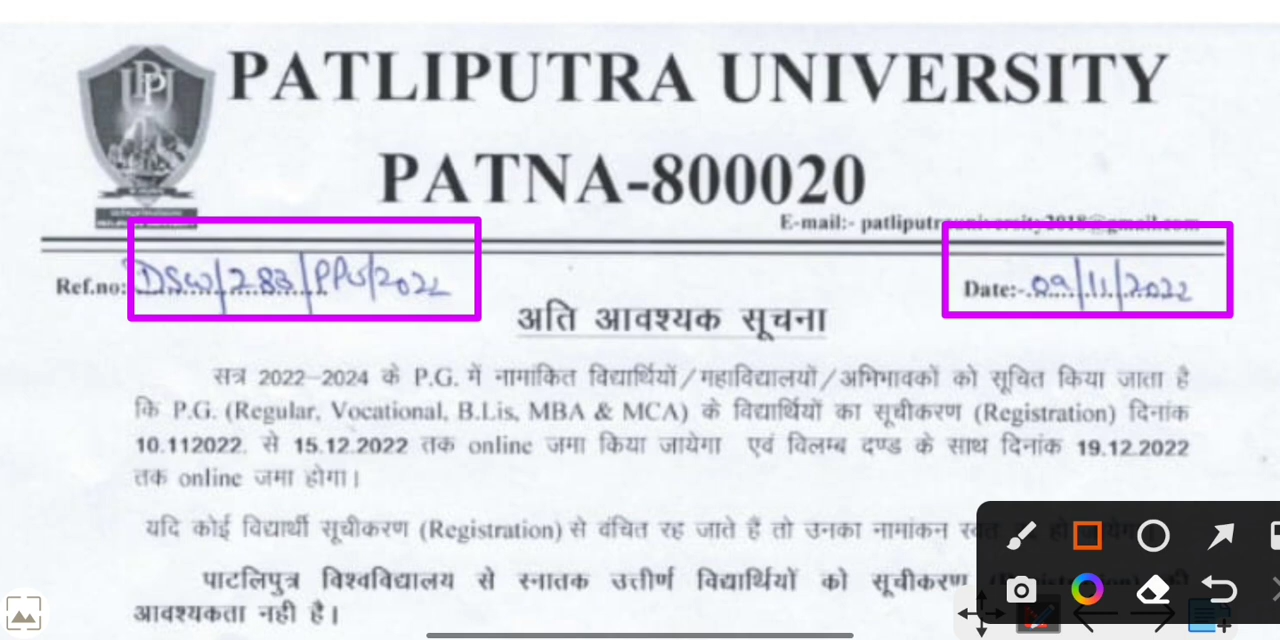 PATLIPUTRA UNIVERSITY
PATNA-800020
E-mail:- patliputrauniversity2018@gmail.com
Ref.no: DSW/283/PPU/2022
Date:- 09/11/2022
अति आवश्यक सूचना
सत्र 2022–2024 के P.G. में नामांकित विद्यार्थियों/महाविद्यालयों/अभिभावकों को सूचित किया जाता है
कि P.G. (Regular, Vocational, B.Lis, MBA & MCA) के विद्यार्थियों का सूचीकरण (Registration) दिनांक
10.112022. से 15.12.2022 तक online जमा किया जायेगा एवं विलम्ब दण्ड के साथ दिनांक 19.12.2022
तक online जमा होगा।
यदि कोई विद्यार्थी सूचीकरण (Registration) से वंचित रह जाते हैं तो उनका नामांकन
पाटलिपुत्र विश्वविद्यालय से स्नातक उत्तीर्ण विद्यार्थियों को सूचीकरण
आवश्यकता नही है।